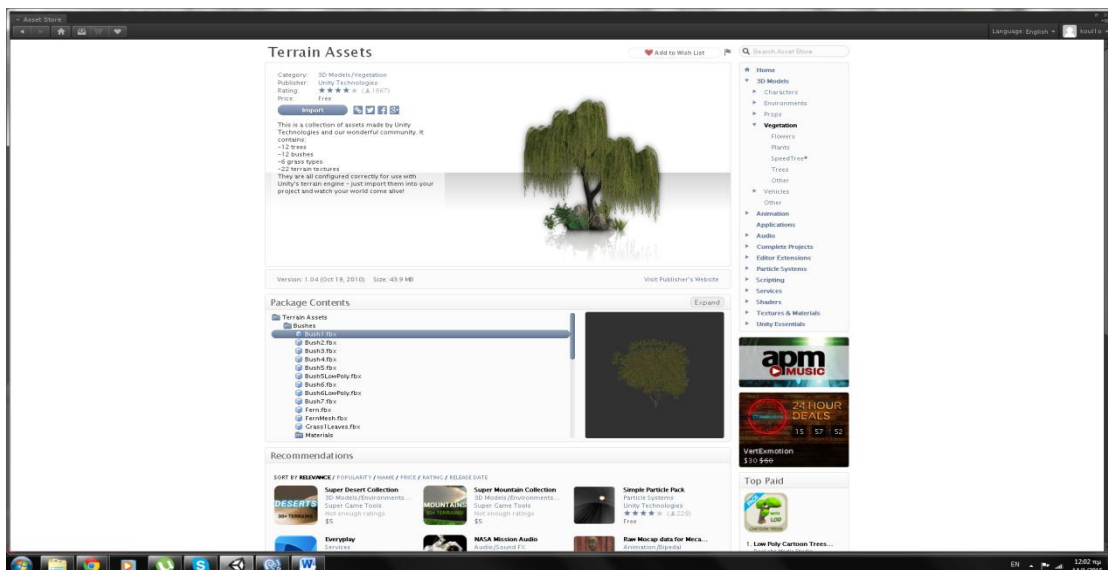 Asset Store
Language: English
koul1o
Terrain Assets
Add to Wish List
Search Asset Store
Category: 3D Models/Vegetation
Publisher: Unity Technologies
Rating: (1867)
Price: Free
Import
This is a collection of assets made by Unity
Technologies and our wonderful community. It
contains:
-12 trees
-12 bushes
-6 grass types
-22 terrain textures
They are all configured correctly for use with
Unity's terrain engine - just import them into your
project and watch your world come alive!
Version: 1.04 (Oct 19, 2010) Size: 43.9 MB
Visit Publisher's Website
Package Contents
Expand
Terrain Assets
Bushes
Bush1.fbx
Bush2.fbx
Bush3.fbx
Bush4.fbx
Bush5.fbx
Bush5LowPoly.fbx
Bush6.fbx
Bush6LowPoly.fbx
Bush7.fbx
Fern.fbx
FernMesh.fbx
Grass1Leaves.fbx
Materials
Recommendations
SORT BY RELEVANCE / POPULARITY / NAME / PRICE / RATING / RELEASE DATE
DESERTS
Super Desert Collection
3D Models/Environments...
Super Game Tools
Not enough ratings
$5
MOUNTAINS
Super Mountain Collection
3D Models/Environments...
Super Game Tools
Not enough ratings
$5
Simple Particle Pack
Particle Systems
Unity Technologies
(229)
Free
Everyplay
Services
NASA Mission Audio
Audio/Sound FX
Raw Mocap data for Meca...
Animation/Bipedal
Home
3D Models
Characters
Environments
Props
Vegetation
Flowers
Plants
SpeedTree®
Trees
Other
Vehicles
Other
Animation
Applications
Audio
Complete Projects
Editor Extensions
Particle Systems
Scripting
Services
Shaders
Textures & Materials
Unity Essentials
apm
MUSIC
24 HOUR
DEALS
15 57 52
VertExmotion
$30 $60
Top Paid
1. Low Poly Cartoon Trees...
EN
12:02 πμ